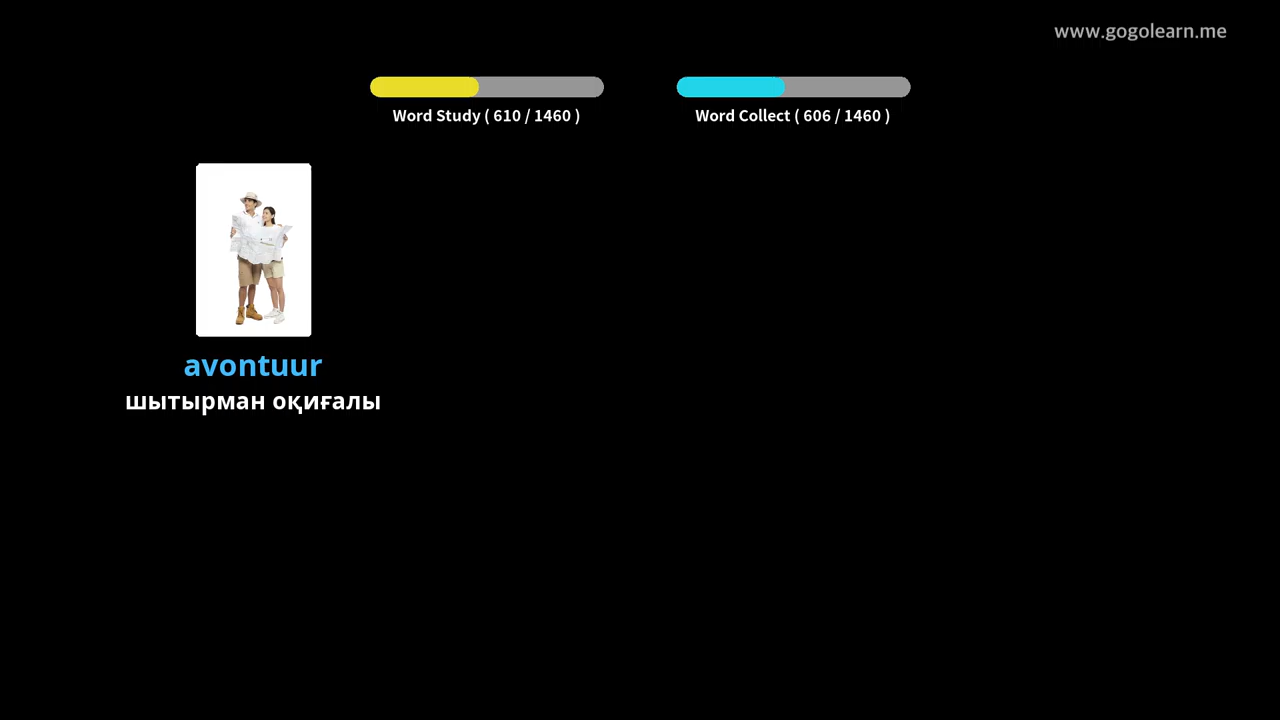 www.gogolearn.me
Word Study ( 610 / 1460 )
Word Collect ( 606 / 1460 )
avontuur
шытырман оқиғалы